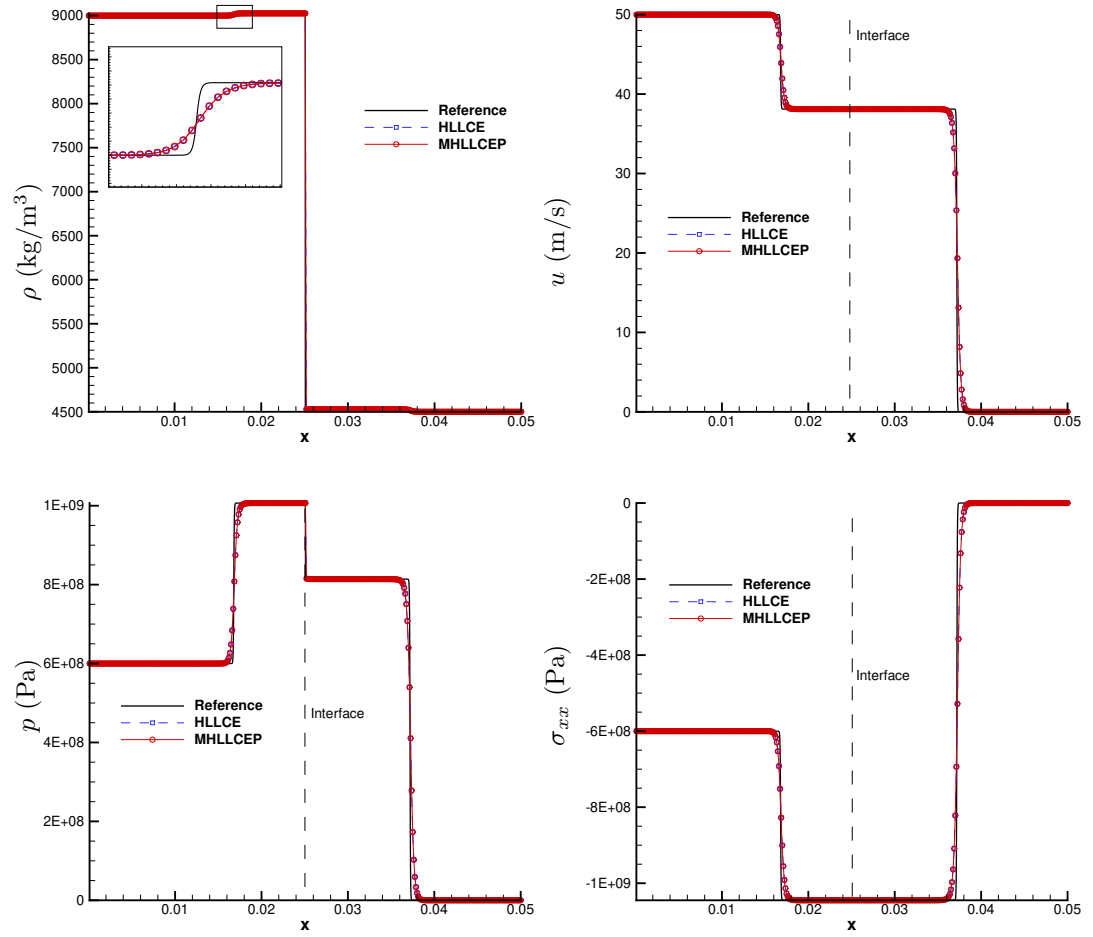 9000
8500
8000
7500
7000
6500
6000
5500
5000
4500
0.01
0.02
0.03
0.04
0.05
x
ρ (kg/m³)
Reference
HLLCE
MHLLCEP
50
40
30
20
10
0
0.01
0.02
0.03
0.04
0.05
x
u (m/s)
Interface
Reference
HLLCE
MHLLCEP
1E+09
8E+08
6E+08
4E+08
2E+08
0
0.01
0.02
0.03
0.04
0.05
x
p (Pa)
Reference
HLLCE
MHLLCEP
Interface
0
-2E+08
-4E+08
-6E+08
-8E+08
-1E+09
0.01
0.02
0.03
0.04
0.05
x
σxx (Pa)
Reference
HLLCE
MHLLCEP
Interface